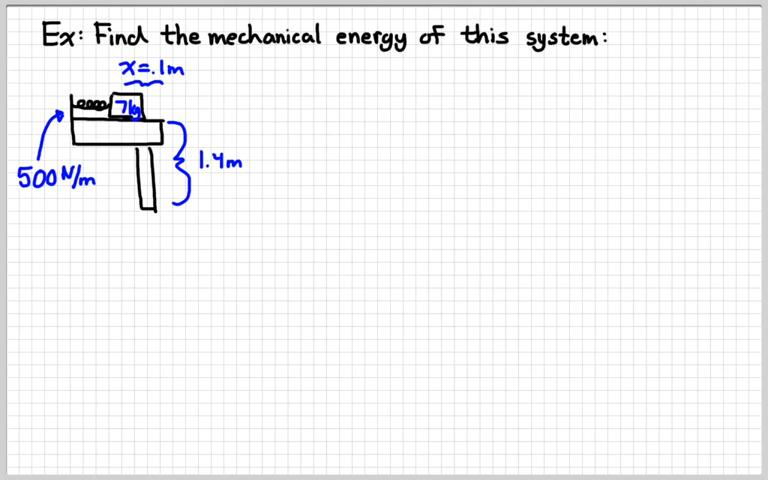 Ex: Find the mechanical energy of this system:
x=.1m
7kg
500 N/m
1.4m